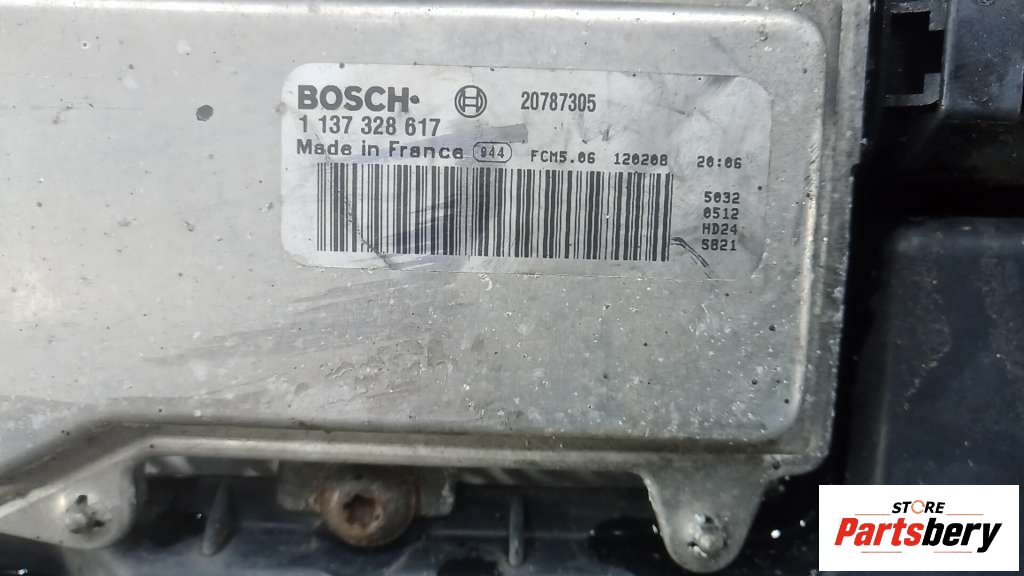 BOSCH 20787305
1 137 328 617
Made in France 944 FCM5.06 120208 20:06
5032
0512
HD24
5821
STORE
Partsbery